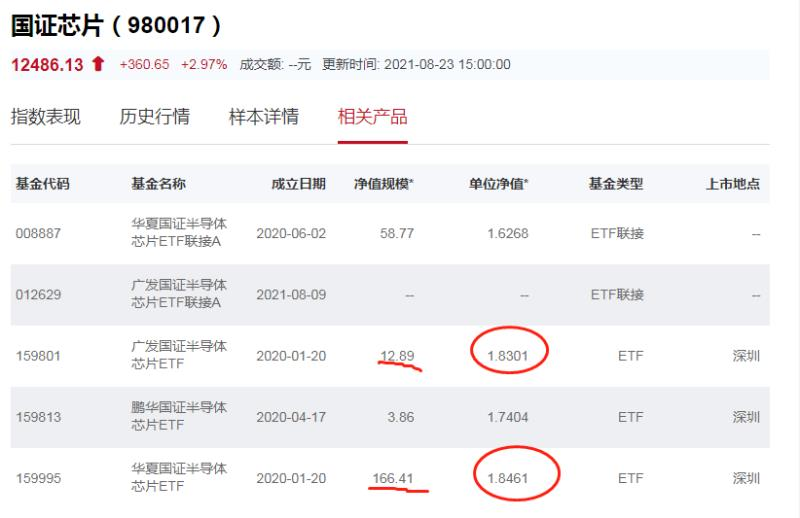 国证芯片（980017）
12486.13 +360.65 +2.97% 成交额: --元 更新时间: 2021-08-23 15:00:00
指数表现 历史行情 样本详情 相关产品
基金代码 基金名称 成立日期 净值规模* 单位净值* 基金类型 上市地点
008887 华夏国证半导体 2020-06-02 58.77 1.6268 ETF联接 --
芯片ETF联接A
012629 广发国证半导体 2021-08-09 -- -- ETF联接 --
芯片ETF联接A
159801 广发国证半导体 2020-01-20 12.89 1.8301 ETF 深圳
芯片ETF
159813 鹏华国证半导体 2020-04-17 3.86 1.7404 ETF 深圳
芯片ETF
159995 华夏国证半导体 2020-01-20 166.41 1.8461 ETF 深圳
芯片ETF